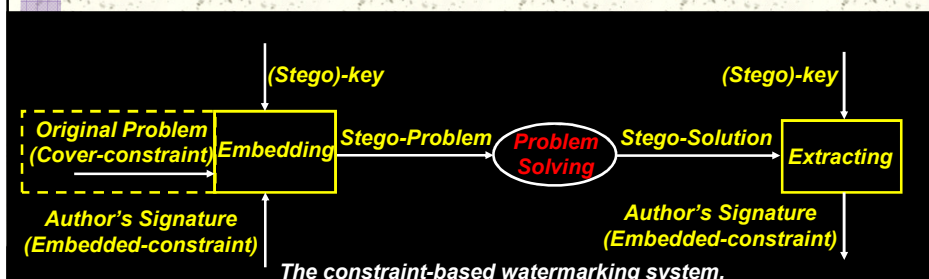 (Stego)-key
(Stego)-key
Original Problem
(Cover-constraint)
Embedding
Stego-Problem
Problem
Solving
Stego-Solution
Extracting
Author's Signature
(Embedded-constraint)
Author's Signature
(Embedded-constraint)
The constraint-based watermarking system.